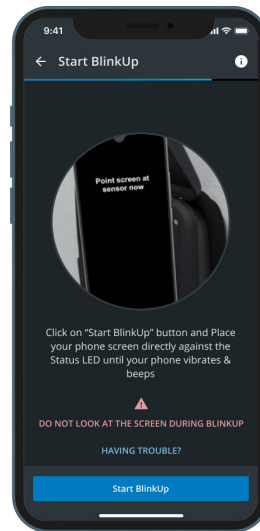 9:41
Start BlinkUp
Point screen at
sensor now
Click on “Start BlinkUp” button and Place
your phone screen directly against the
Status LED until your phone vibrates &
beeps
DO NOT LOOK AT THE SCREEN DURING BLINKUP
HAVING TROUBLE?
Start BlinkUp